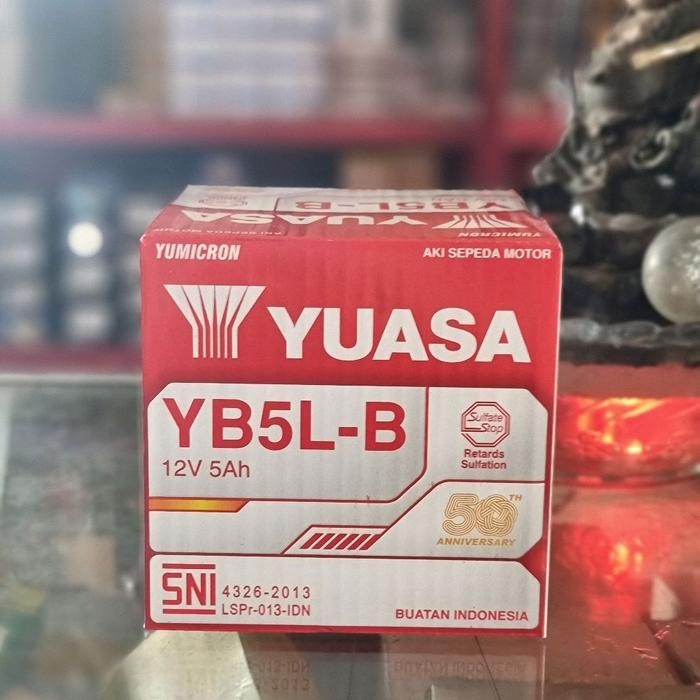 YB5L-B
YUASA
YUMICRON
YUMICRON
AKI SEPEDA MOTOR
YUASA
YB5L-B
12V 5Ah
Sulfate
Stop
Retards
Sulfation
50TH
ANNIVERSARY
SNI
4326-2013
LSPr-013-IDN
BUATAN INDONESIA